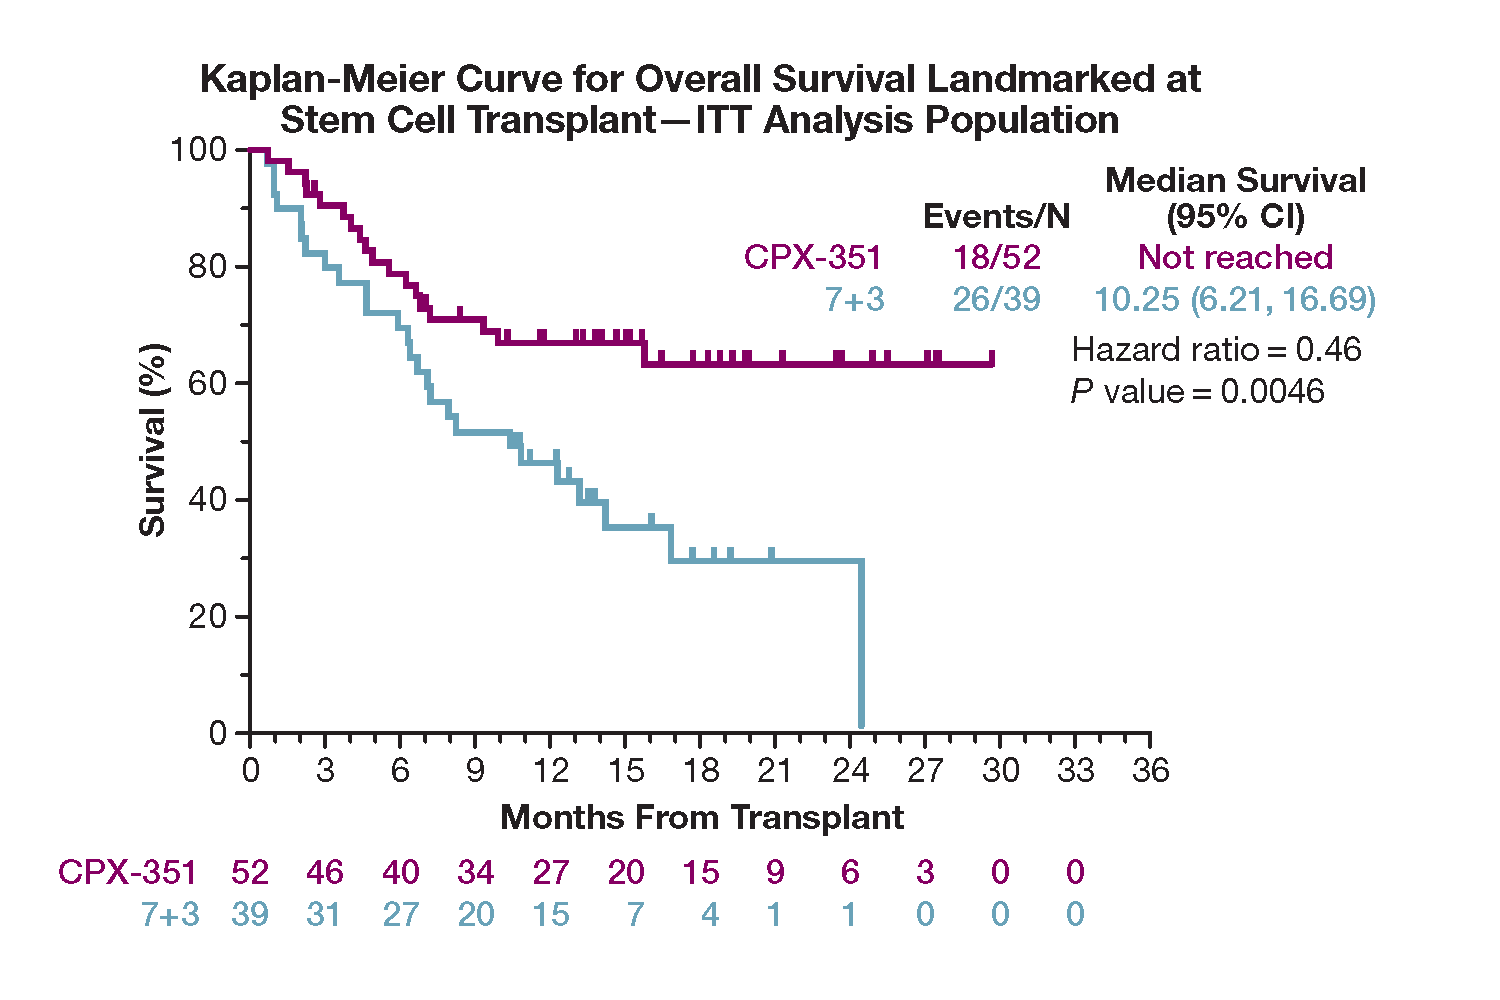 Kaplan-Meier Curve for Overall Survival Landmarked at
Stem Cell Transplant—ITT Analysis Population
Events/N Median Survival
(95% CI)
CPX-351 18/52 Not reached
7+3 26/39 10.25 (6.21, 16.69)
Hazard ratio = 0.46
P value = 0.0046
Survival (%)
100
80
60
40
20
0
0 3 6 9 12 15 18 21 24 27 30 33 36
Months From Transplant
CPX-351 52 46 40 34 27 20 15 9 6 3 0 0
7+3 39 31 27 20 15 7 4 1 1 0 0 0